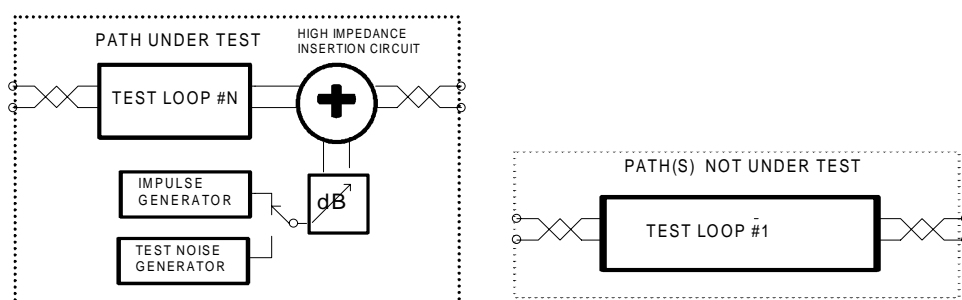 PATH UNDER TEST
HIGH IMPEDANCE
INSERTION CIRCUIT
TEST LOOP #N
IMPULSE
GENERATOR
dB
TEST NOISE
GENERATOR
PATH(S) NOT UNDER TEST
TEST LOOP #1